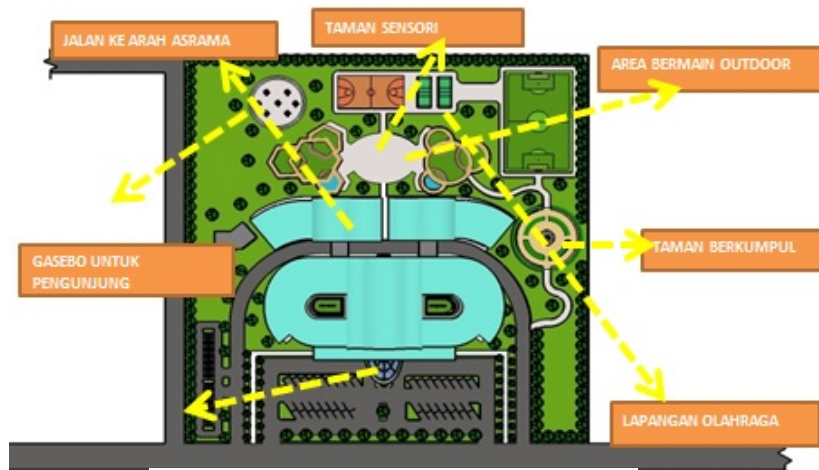 TAMAN SENSORI
JALAN KE ARAH ASRAMA
AREA BERMAIN OUTDOOR
GASEBO UNTUK
PENGUNJUNG
TAMAN BERKUMPUL
LAPANGAN OLAHRAGA